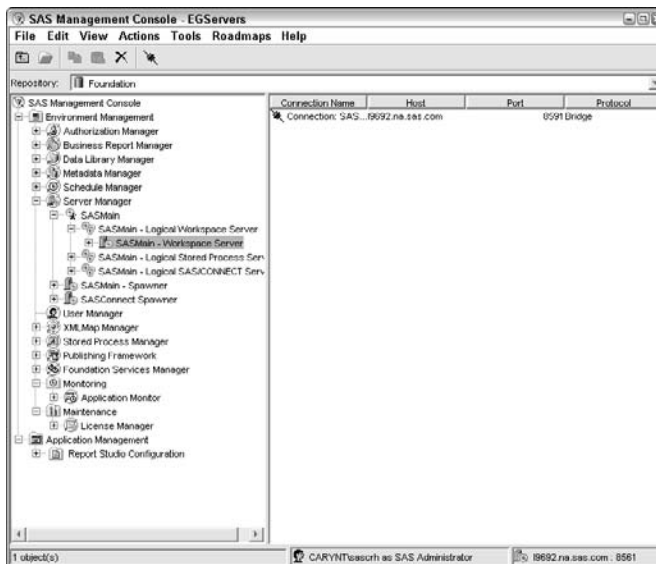 SAS Management Console - EGServers
File Edit View Actions Tools Roadmaps Help
Repository: Foundation
SAS Management Console
Environment Management
Authorization Manager
Business Report Manager
Data Library Manager
Metadata Manager
Schedule Manager
Server Manager
SASMain
SASMain - Logical Workspace Server
SASMain - Workspace Server
SASMain - Logical Stored Process Serv
SASMain - Logical SAS/CONNECT Serv
SASMain - Spawner
SASConnect Spawner
User Manager
XMLMap Manager
Stored Process Manager
Publishing Framework
Foundation Services Manager
Monitoring
Application Monitor
Maintenance
License Manager
Application Management
Report Studio Configuration
Connection Name Host Port Protocol
Connection: SAS...l9692.na.sas.com 8591 Bridge
1 object(s) CARYNT\sascrh as SAS Administrator l9692.na.sas.com : 8561